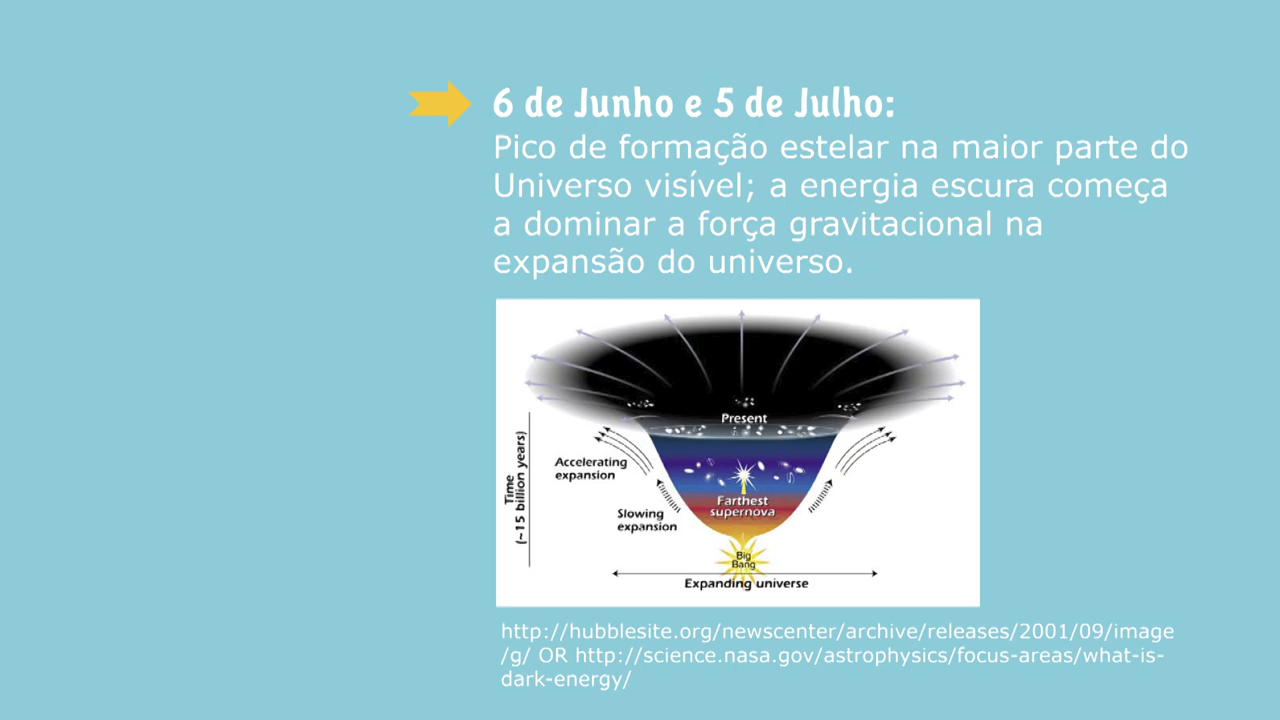 6 de Junho e 5 de Julho:
Pico de formação estelar na maior parte do
Universo visível; a energia escura começa
a dominar a força gravitacional na
expansão do universo.
Present
Accelerating
expansion
Farthest
supernova
Slowing
expansion
Time
(~15 billion years)
Big
Bang
Expanding universe
http://hubblesite.org/newscenter/archive/releases/2001/09/image
/g/ OR http://science.nasa.gov/astrophysics/focus-areas/what-is-
dark-energy/